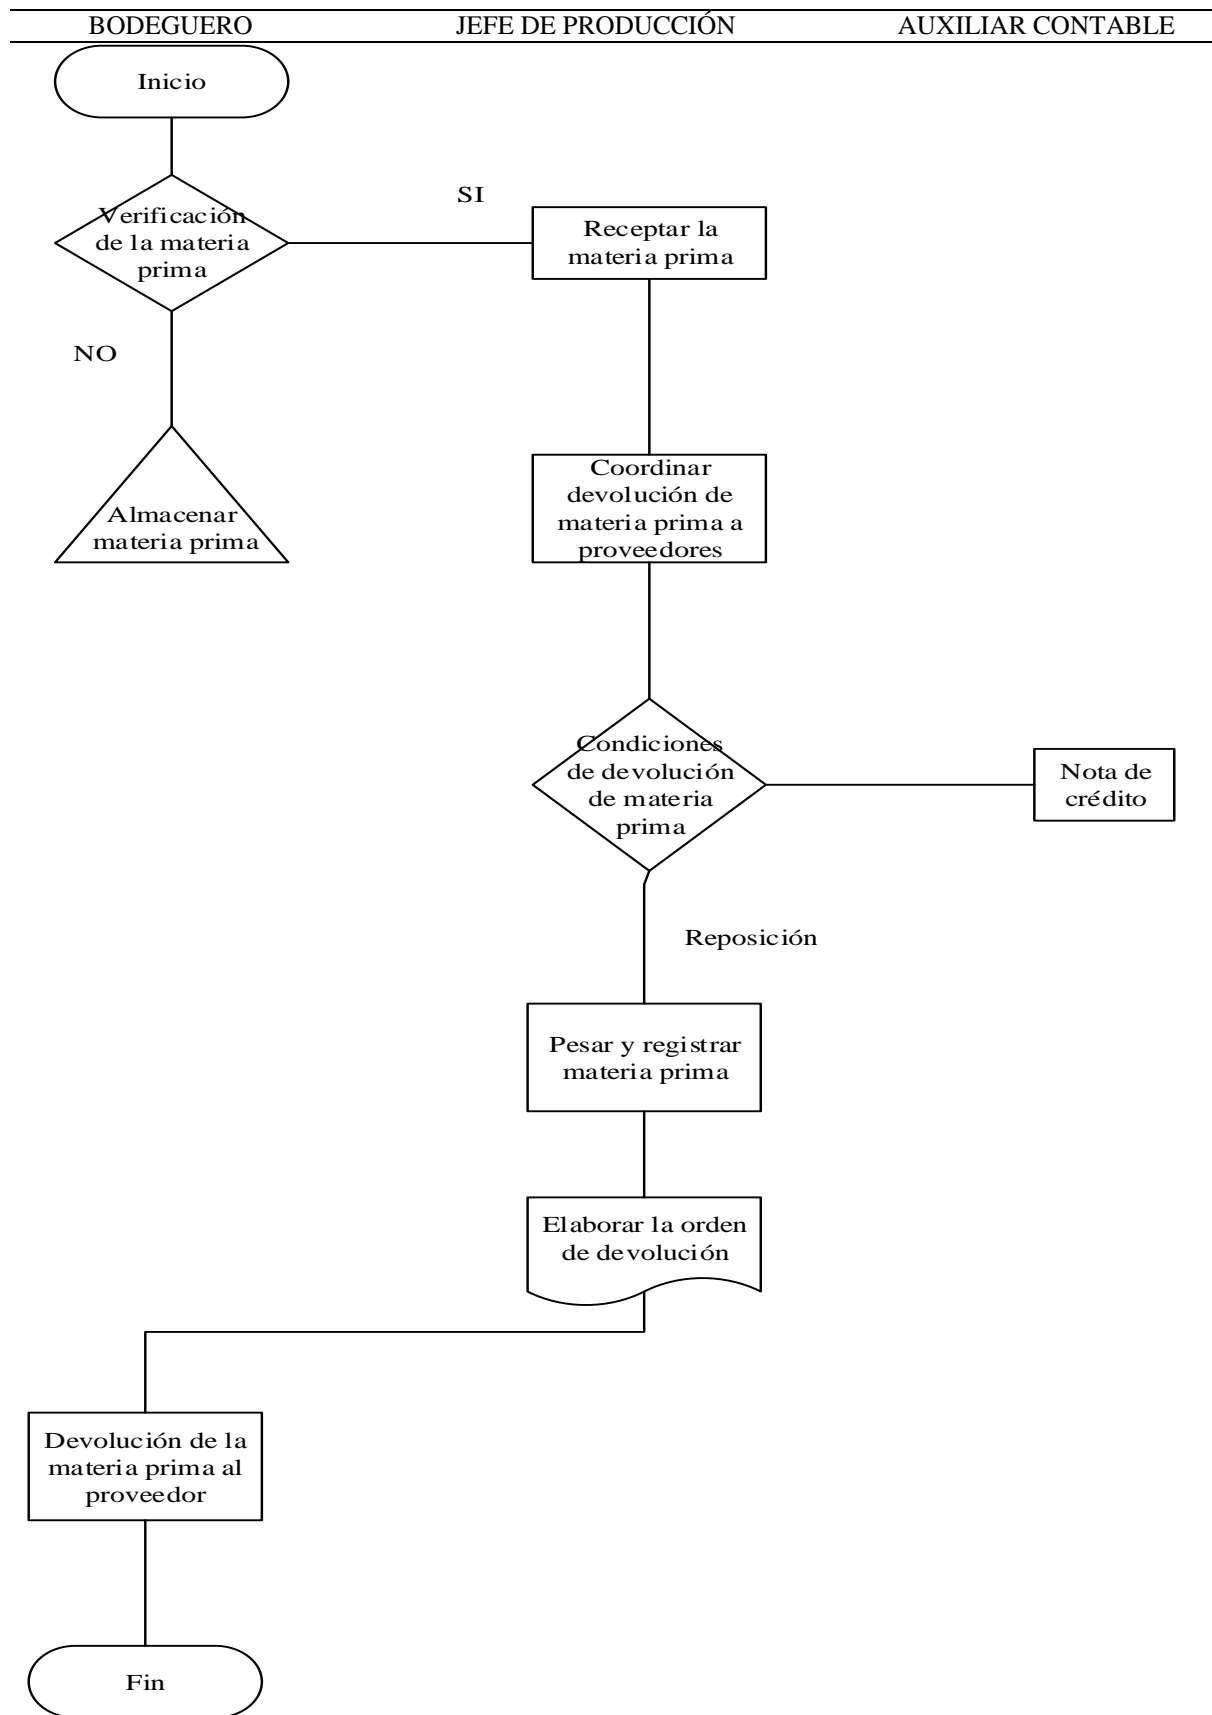 BODEGUERO JEFE DE PRODUCCIÓN AUXILIAR CONTABLE
Inicio
SI
Verificación
de la materia
prima
Receptar la
materia prima
NO
Almacenar
materia prima
Coordinar
devolución de
materia prima a
proveedores
Condiciones
de devolución
de materia
prima
Nota de
crédito
Reposición
Pesar y registrar
materia prima
Elaborar la orden
de devolución
Devolución de la
materia prima al
proveedor
Fin